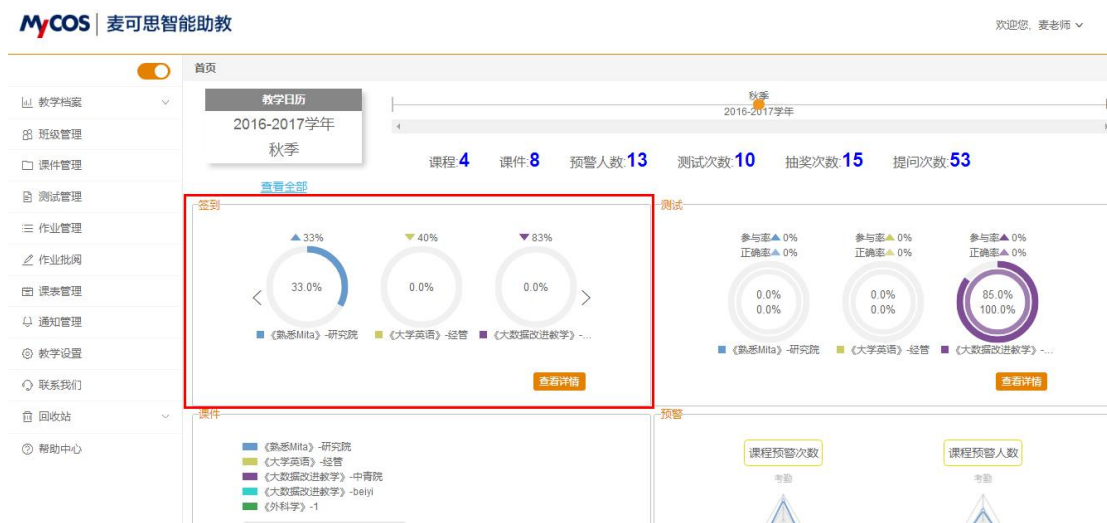 MyCOS 麦可思智能助教
欢迎您, 麦老师
首页
教学档案
班级管理
课件管理
测试管理
作业管理
作业批阅
课表管理
通知管理
教学设置
联系我们
回收站
帮助中心
教学日历
2016-2017学年
秋季
查看全部
秋季
2016-2017学年
课程:4 课件:8 预警人数:13 测试次数:10 抽奖次数:15 提问次数:53
签到
▲33% ▼40% ▼83%
33.0% 0.0% 0.0%
《熟悉Mita》-研究院 《大学英语》-经管 《大数据改进教学》-...
查看详情
测试
参与率▲0% 参与率▲0% 参与率▲0%
正确率▲0% 正确率▲0% 正确率▲0%
0.0% 0.0% 85.0%
0.0% 0.0% 100.0%
《熟悉Mita》-研究院 《大学英语》-经管 《大数据改进教学》-...
查看详情
课件
《熟悉Mita》-研究院
《大学英语》-经管
《大数据改进教学》-中青院
《大数据改进教学》-beiyi
《外科学》-1
预警
课程预警次数 课程预警人数
考勤 考勤